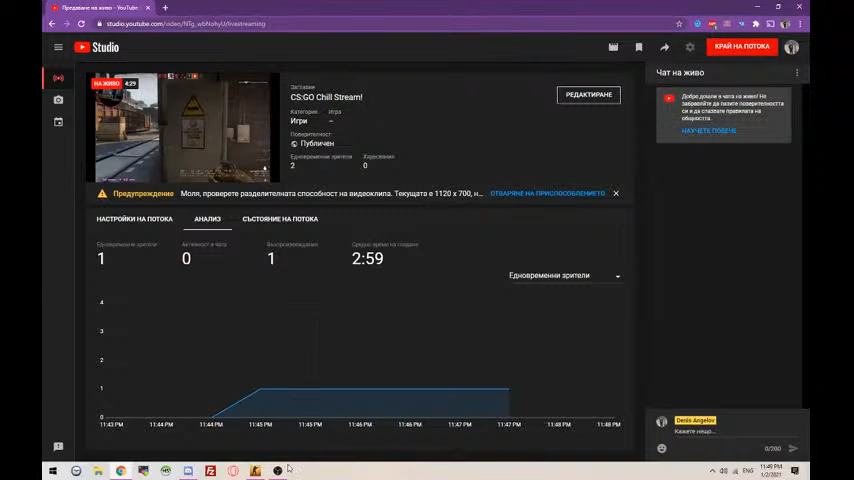 Предаване на живо - YouTube
studio.youtube.com/video/NTg_wbNohyU/livestreaming
Studio
КРАЙ НА ПОТОКА
НА ЖИВО 4:29
Заглавие
CS:GO Chill Stream!
Категория Игра
Игри –
Поверителност
Публичен
Едновременни зрители Харесвания
2 0
РЕДАКТИРАНЕ
Чат на живо
Добре дошли в чата на живо! Не
забравяйте да пазите поверителността
си и да спазвате правилата на
общността.
НАУЧЕТЕ ПОВЕЧЕ
Предупреждение Моля, проверете разделителната способност на видеоклипа. Текущата е 1120 x 700, н... ОТВАРЯНЕ НА ПРИСПОСОБЛЕНИЕТО
НАСТРОЙКИ НА ПОТОКА АНАЛИЗ СЪСТОЯНИЕ НА ПОТОКА
Едновременни зрители Активност в чата Възпроизвеждания Средно време на гледане
1 0 1 2:59
Едновременни зрители
4
3
2
1
0
11:43 PM 11:44 PM 11:44 PM 11:45 PM 11:45 PM 11:46 PM 11:46 PM 11:47 PM 11:47 PM 11:48 PM 11:48 PM
Denis Angelov
Кажете нещо...
0/200
ENG
11:49 PM
1/2/2021